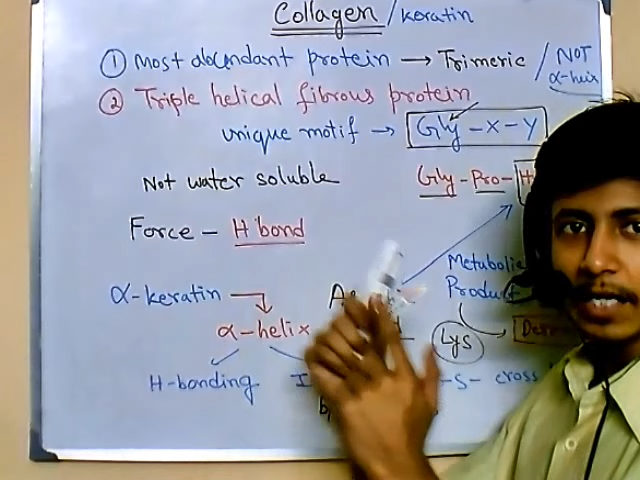 Collagen / keratin
① Most abundant protein → Trimeric / NOT α-helix
② Triple helical fibrous protein
unique motif → Gly - X - Y
Not water soluble Gly - Pro - H
Force - H bond
Metabolic
α-keratin Product
α-helix Lys
H-bonding - S - cross